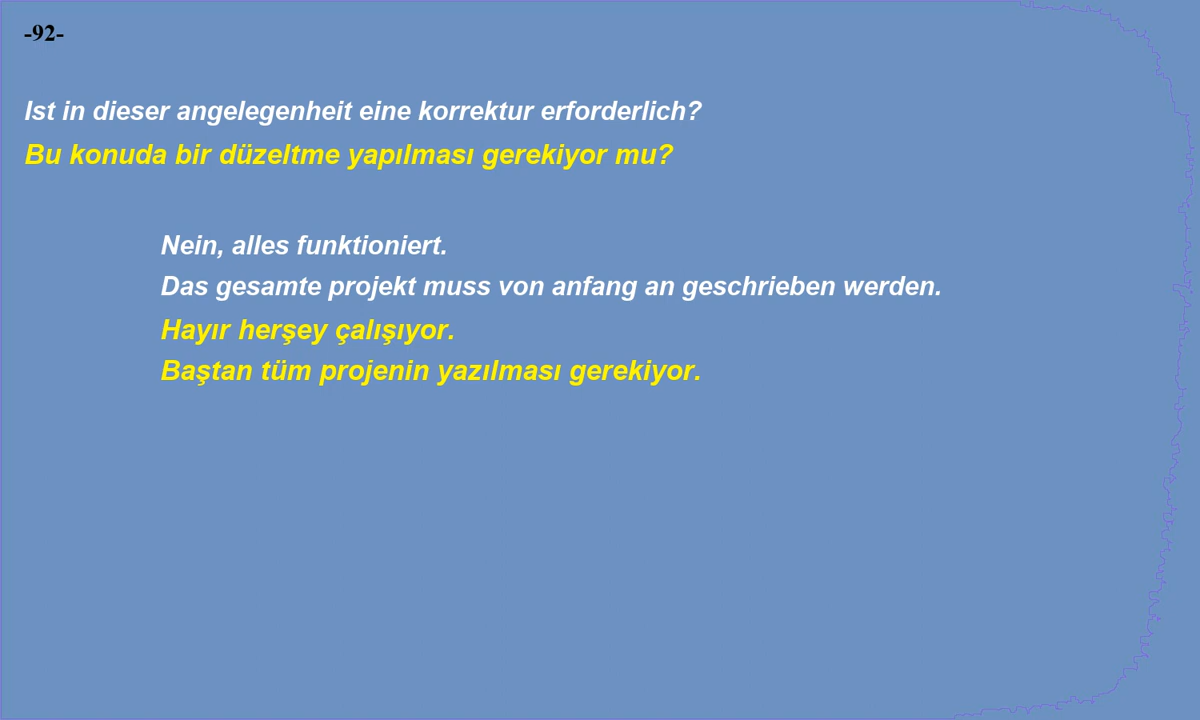 -92-
Ist in dieser angelegenheit eine korrektur erforderlich?
Bu konuda bir düzeltme yapılması gerekiyor mu?
Nein, alles funktioniert.
Das gesamte projekt muss von anfang an geschrieben werden.
Hayır herşey çalışıyor.
Baştan tüm projenin yazılması gerekiyor.